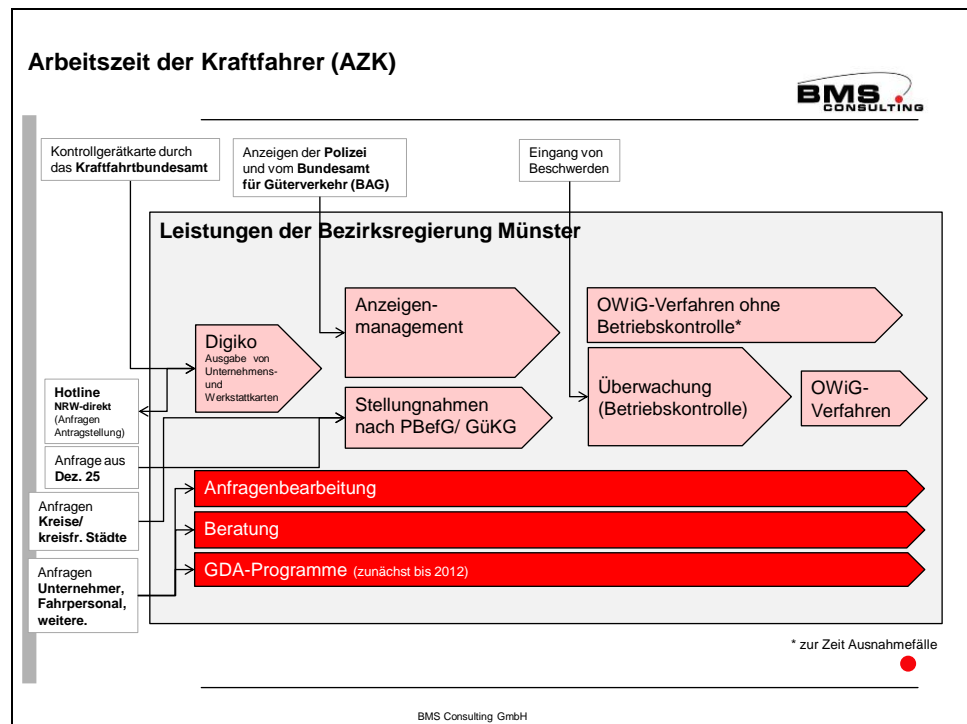 Arbeitszeit der Kraftfahrer (AZK)
BMS
CONSULTING
Kontrollgerätkarte durch
das Kraftfahrtbundesamt
Anzeigen der Polizei
und vom Bundesamt
für Güterverkehr (BAG)
Eingang von
Beschwerden
Leistungen der Bezirksregierung Münster
Anzeigen-
management
OWiG-Verfahren ohne
Betriebskontrolle*
Digiko
Ausgabe von
Unternehmens-
und
Werkstattkarten
Überwachung
(Betriebskontrolle)
OWiG-
Verfahren
Hotline
NRW-direkt
(Anfragen
Antragstellung)
Stellungnahmen
nach PBefG/ GüKG
Anfrage aus
Dez. 25
Anfragenbearbeitung
Anfragen
Kreise/
kreisfr. Städte
Beratung
Anfragen
Unternehmer,
Fahrpersonal,
weitere.
GDA-Programme (zunächst bis 2012)
* zur Zeit Ausnahmefälle
BMS Consulting GmbH